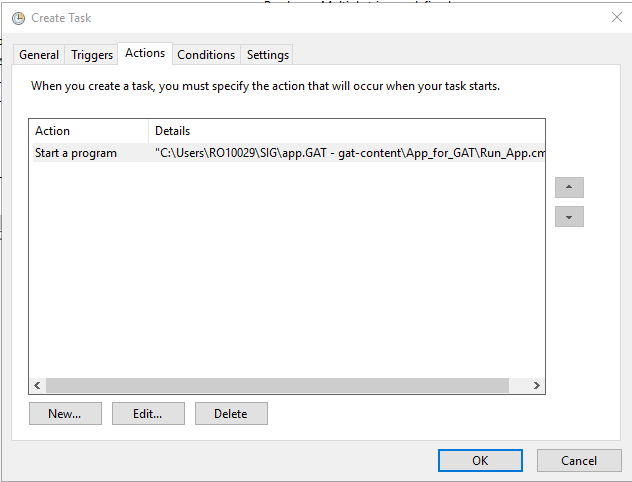 Create Task
General Triggers Actions Conditions Settings
When you create a task, you must specify the action that will occur when your task starts.
Action Details
Start a program "C:\Users\RO10029\SIG\app.GAT - gat-content\App_for_GAT\Run_App.cm
New... Edit... Delete
OK Cancel